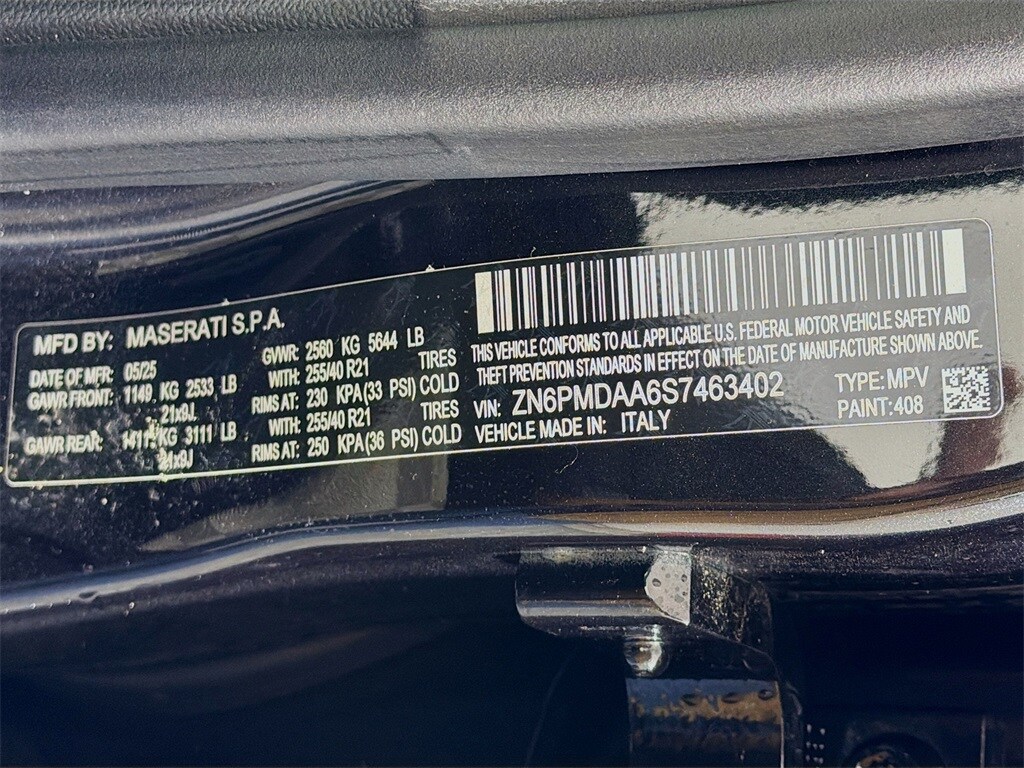 MFD BY: MASERATI S.P.A.
DATE OF MFR: 05/25 GVWR: 2560 KG 5644 LB
GAWR FRONT: 1149 KG 2533 LB WITH: 255/40 R21 TIRES
21x9J RIMS AT: 230 KPA(33 PSI) COLD
GAWR REAR: KG 3111 LB WITH: 255/40 R21 TIRES
21x9J RIMS AT: 250 KPA(36 PSI) COLD
THIS VEHICLE CONFORMS TO ALL APPLICABLE U.S. FEDERAL MOTOR VEHICLE SAFETY AND
THEFT PREVENTION STANDARDS IN EFFECT ON THE DATE OF MANUFACTURE SHOWN ABOVE.
VIN: ZN6PMDAA6S7463402 TYPE: MPV
VEHICLE MADE IN: ITALY PAINT: 408